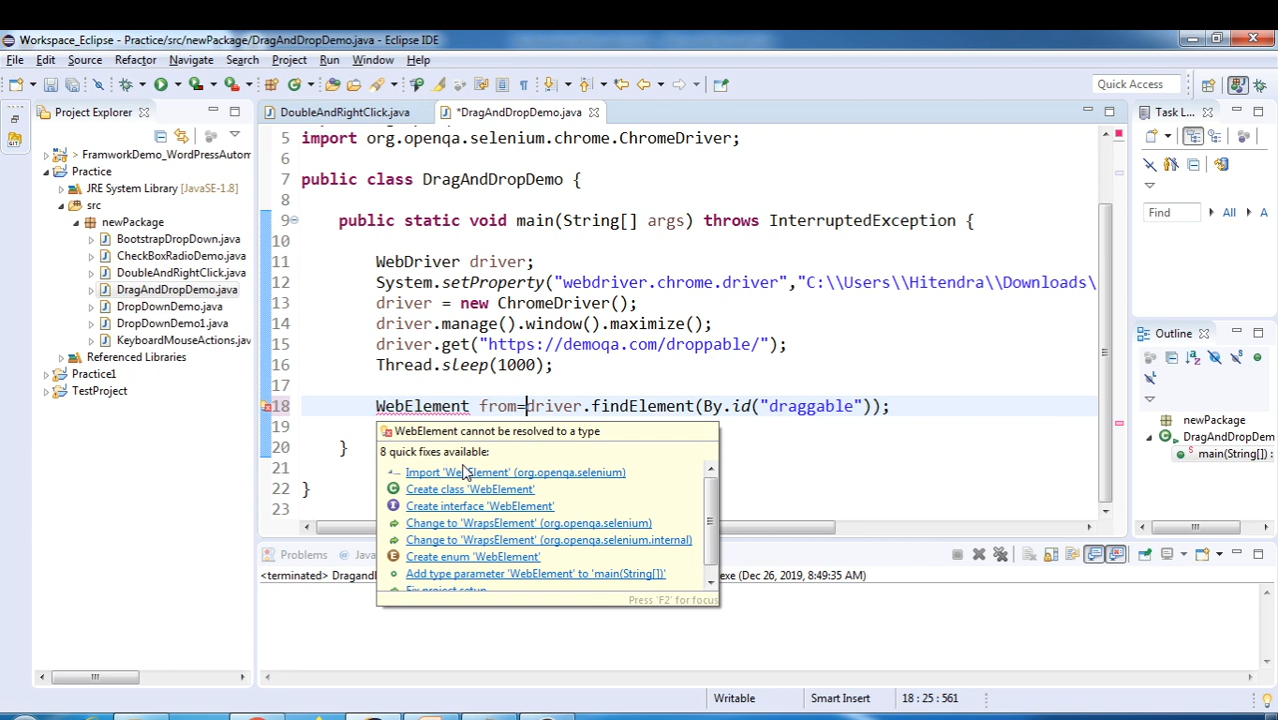 Workspace_Eclipse - Practice/src/newPackage/DragAndDropDemo.java - Eclipse IDE
File Edit Source Refactor Navigate Search Project Run Window Help
Quick Access
Project Explorer
> FramworkDemo_WordPressAutom
Practice
JRE System Library [JavaSE-1.8]
src
newPackage
BootstrapDropDown.java
CheckBoxRadioDemo.java
DoubleAndRightClick.java
DragAndDropDemo.java
DropDownDemo.java
DropDownDemo1.java
KeyboardMouseActions.java
Referenced Libraries
Practice1
TestProject
DoubleAndRightClick.java
*DragAndDropDemo.java
5 import org.openqa.selenium.chrome.ChromeDriver;
6
7 public class DragAndDropDemo {
8
9 public static void main(String[] args) throws InterruptedException {
10
11 WebDriver driver;
12 System.setProperty("webdriver.chrome.driver","C:\\Users\\Hitendra\\Downloads\
13 driver = new ChromeDriver();
14 driver.manage().window().maximize();
15 driver.get("https://demoqa.com/droppable/");
16 Thread.sleep(1000);
17
18 WebElement from=driver.findElement(By.id("draggable"));
19
20 }
21
22 }
23
WebElement cannot be resolved to a type
8 quick fixes available:
Import 'WebElement' (org.openqa.selenium)
Create class 'WebElement'
Create interface 'WebElement'
Change to 'WrapsElement' (org.openqa.selenium)
Change to 'WrapsElement' (org.openqa.selenium.internal)
Create enum 'WebElement'
Add type parameter 'WebElement' to 'main(String[])'
Fix project setup...
Press 'F2' for focus
Task L...
Find All A
Outline
newPackage
DragAndDropDem
main(String[]) :
Problems
Java
<terminated> Dragand
.exe (Dec 26, 2019, 8:49:35 AM)
Writable
Smart Insert
18 : 25 : 561